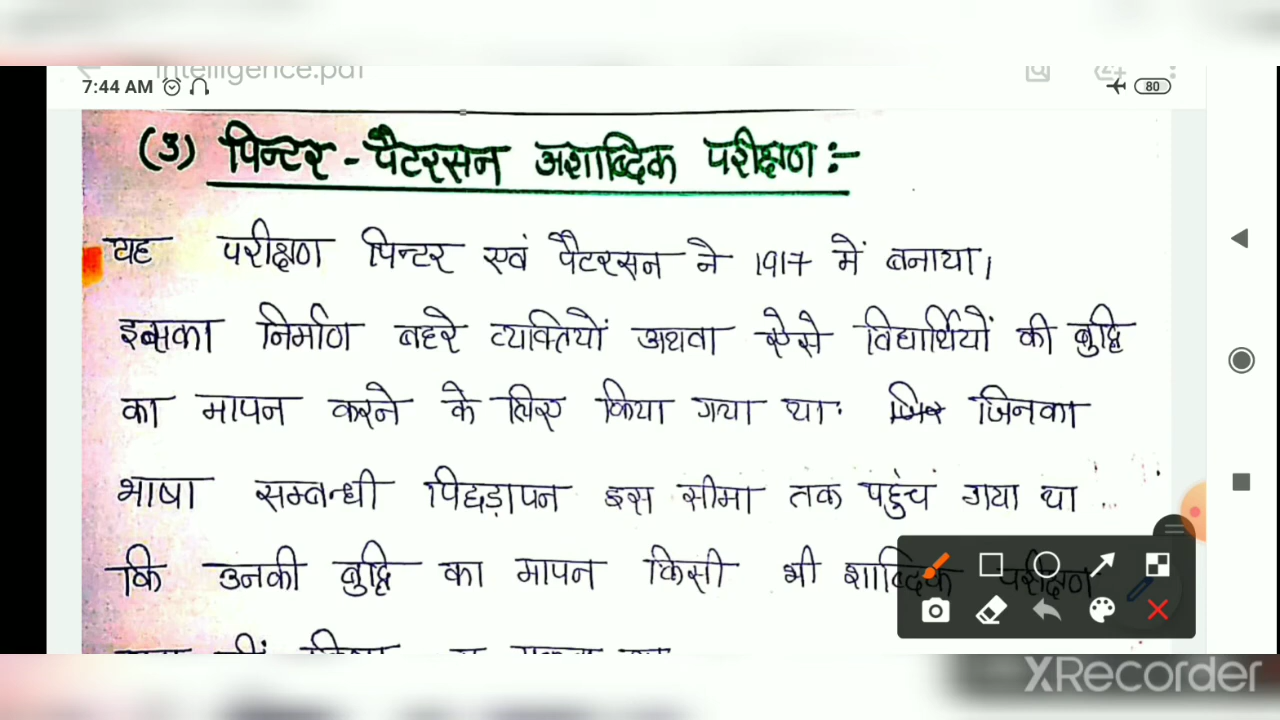 intelligence.pdf
7:44 AM
80
(3) पिन्टर - पैटरसन अशाब्दिक परीक्षण :-
यह परीक्षण पिन्टर एवं पैटरसन ने 1917 में बनाया।
इसका निर्माण बहरे व्यक्तियों अथवा ऐसे विद्यार्थियों की बुद्धि
का मापन करने के लिए किया गया था जिनका
भाषा सम्बन्धी पिछड़ापन इस सीमा तक पहुंच गया था
कि उनकी बुद्धि का मापन किसी भी शाब्दिक परीक्षण
XRecorder